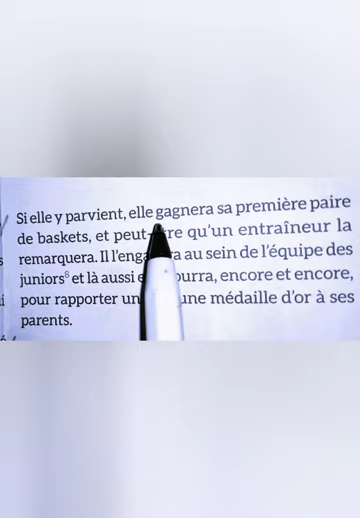 Si elle y parvient, elle gagnera sa première paire
de baskets, et peut-être qu'un entraîneur la
remarquera. Il l'engagera au sein de l'équipe des
juniors⁸ et là aussi courra, encore et encore,
pour rapporter un une médaille d'or à ses
parents.